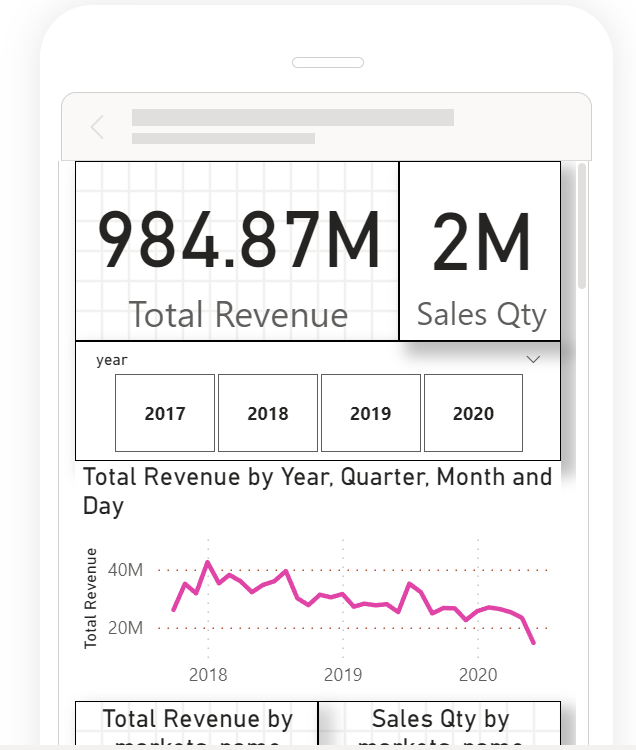 984.87M
Total Revenue
2M
Sales Qty
year
2017 2018 2019 2020
Total Revenue by Year, Quarter, Month and
Day
Total Revenue
40M
20M
2018 2019 2020
Total Revenue by
markets_name
Sales Qty by
markets_name